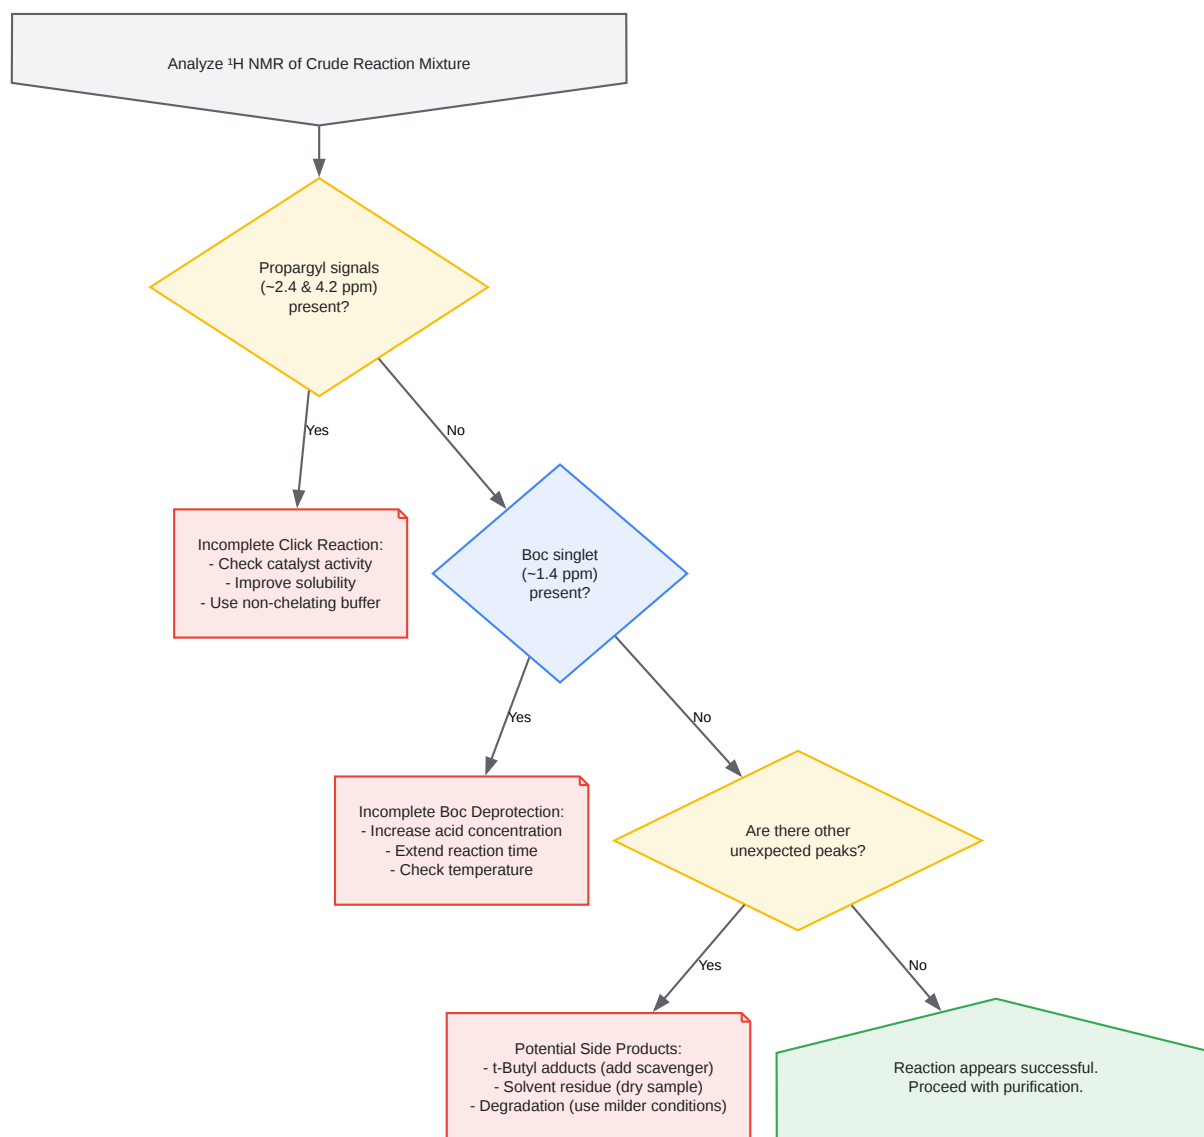 Analyze ¹H NMR of Crude Reaction Mixture
Propargyl signals
(~2.4 & 4.2 ppm)
present?
Yes
No
Incomplete Click Reaction:
- Check catalyst activity
- Improve solubility
- Use non-chelating buffer
Boc singlet
(~1.4 ppm)
present?
Yes
No
Incomplete Boc Deprotection:
- Increase acid concentration
- Extend reaction time
- Check temperature
Are there other
unexpected peaks?
Yes
No
Potential Side Products:
- t-Butyl adducts (add scavenger)
- Solvent residue (dry sample)
- Degradation (use milder conditions)
Reaction appears successful.
Proceed with purification.